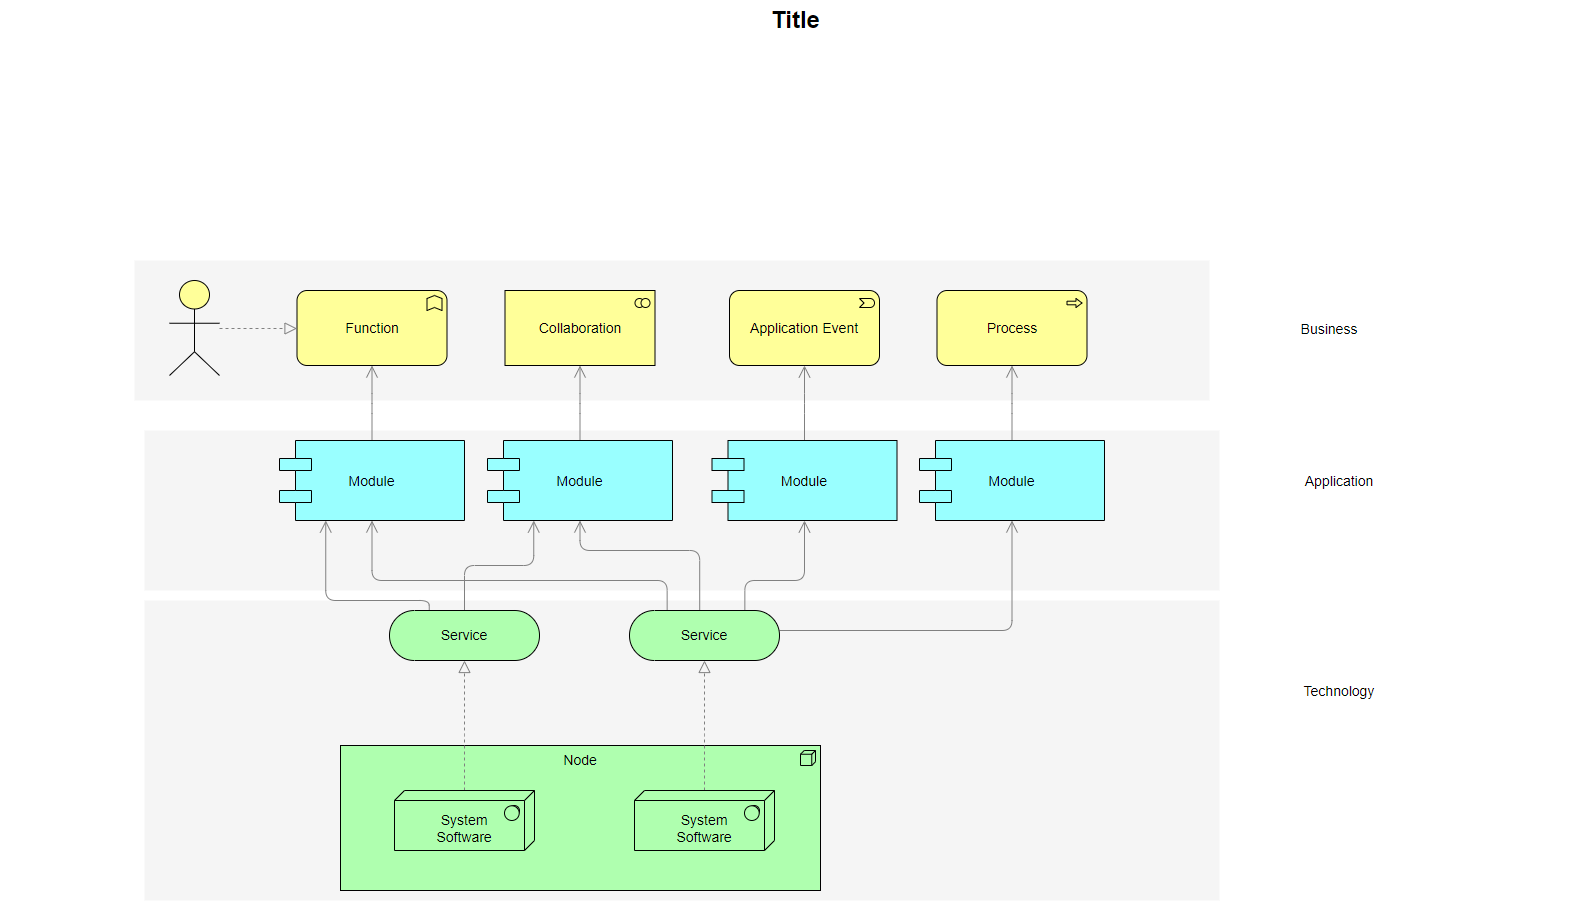 Title
Function
Collaboration
Application Event
Process
Business
Module
Module
Module
Module
Application
Service
Service
Technology
Node
System
Software
System
Software